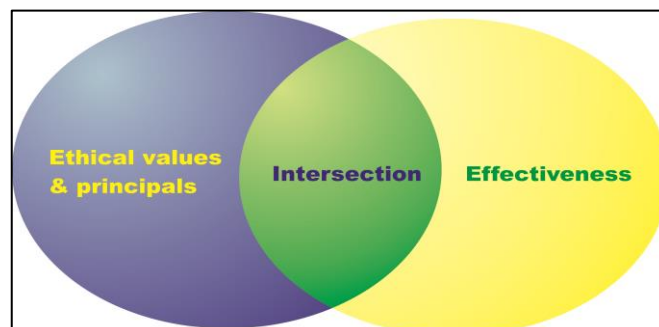 Ethical values
& principals
Intersection
Effectiveness